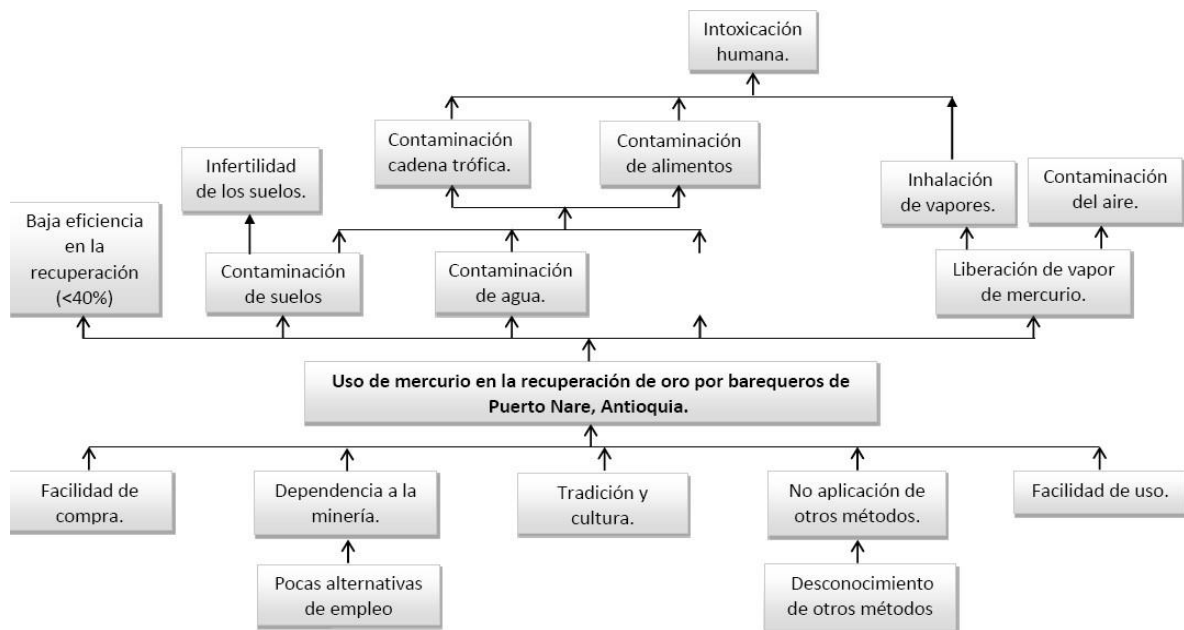 Intoxicación
humana.
Contaminación
cadena trófica.
Contaminación
de alimentos
Infertilidad
de los suelos.
Inhalación
de vapores.
Contaminación
del aire.
Baja eficiencia
en la
recuperación
(<40%)
Contaminación
de suelos
Contaminación
de agua.
Liberación de vapor
de mercurio.
Uso de mercurio en la recuperación de oro por barequeros de
Puerto Nare, Antioquia.
Facilidad de
compra.
Dependencia a la
minería.
Tradición y
cultura.
No aplicación de
otros métodos.
Facilidad de uso.
Pocas alternativas
de empleo
Desconocimiento
de otros métodos